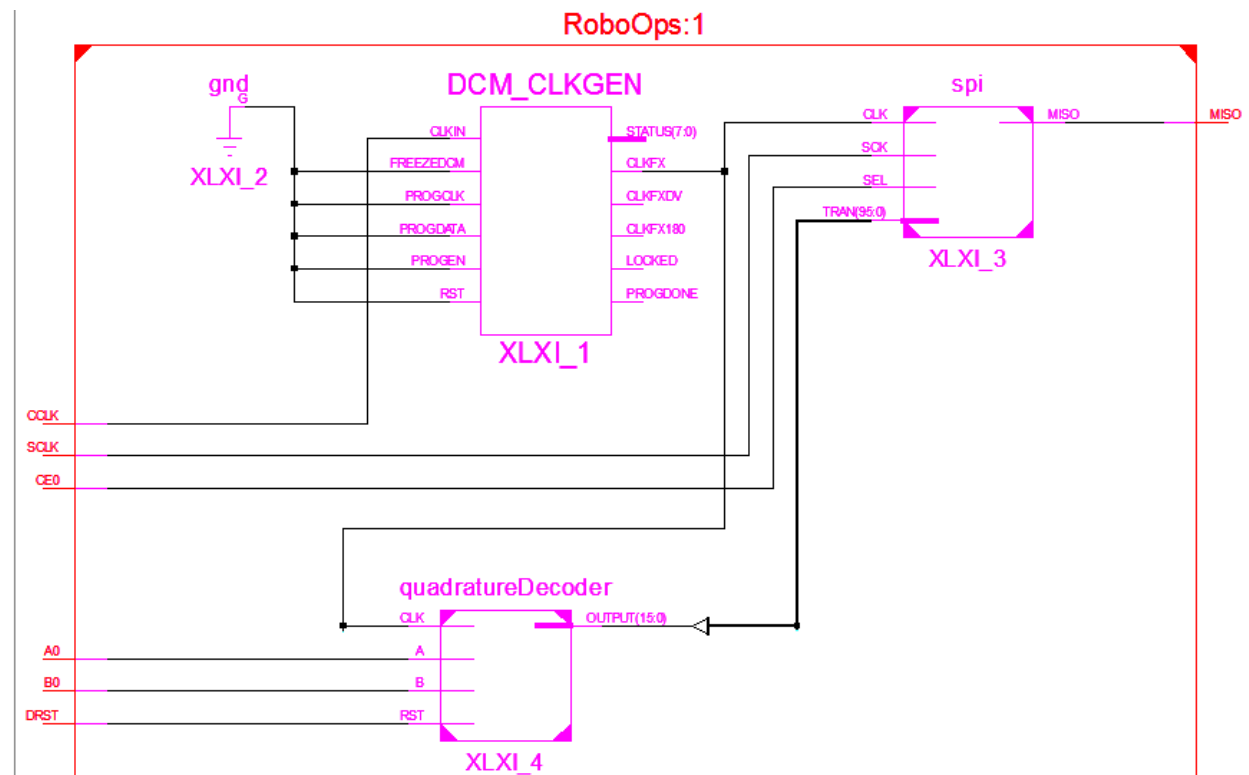 RoboOps:1
gnd
G
XLXI_2
DCM_CLKGEN
CLKIN
FREEZEDCM
PROGCLK
PROGDATA
PROGEN
RST
STATUS(7:0)
CLKFX
CLKFXDV
CLKFX180
LOCKED
PROGDONE
XLXI_1
spi
CLK
SCK
SEL
TRAN(95:0)
MISO
MISO
XLXI_3
CCLK
SCLK
CE0
quadratureDecoder
CLK
A
B
RST
OUTPUT(15:0)
A0
B0
DRST
XLXI_4